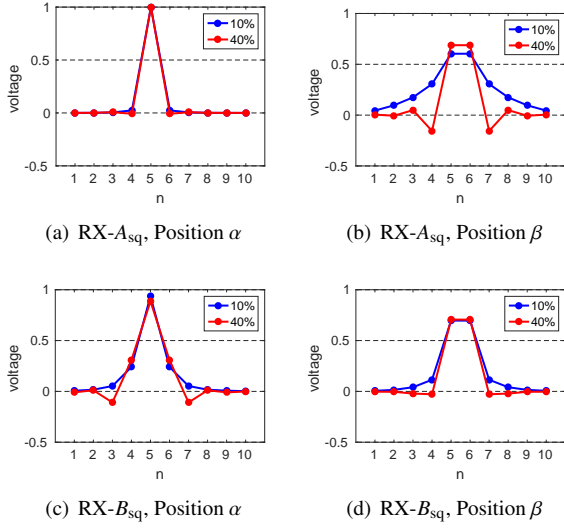 1
0.5
0
-0.5
voltage
1 2 3 4 5 6 7 8 9 10
n
10%
40%
(a) RX-A_sq, Position α
1
0.5
0
-0.5
voltage
1 2 3 4 5 6 7 8 9 10
n
10%
40%
(b) RX-A_sq, Position β
1
0.5
0
-0.5
voltage
1 2 3 4 5 6 7 8 9 10
n
10%
40%
(c) RX-B_sq, Position α
1
0.5
0
-0.5
voltage
1 2 3 4 5 6 7 8 9 10
n
10%
40%
(d) RX-B_sq, Position β